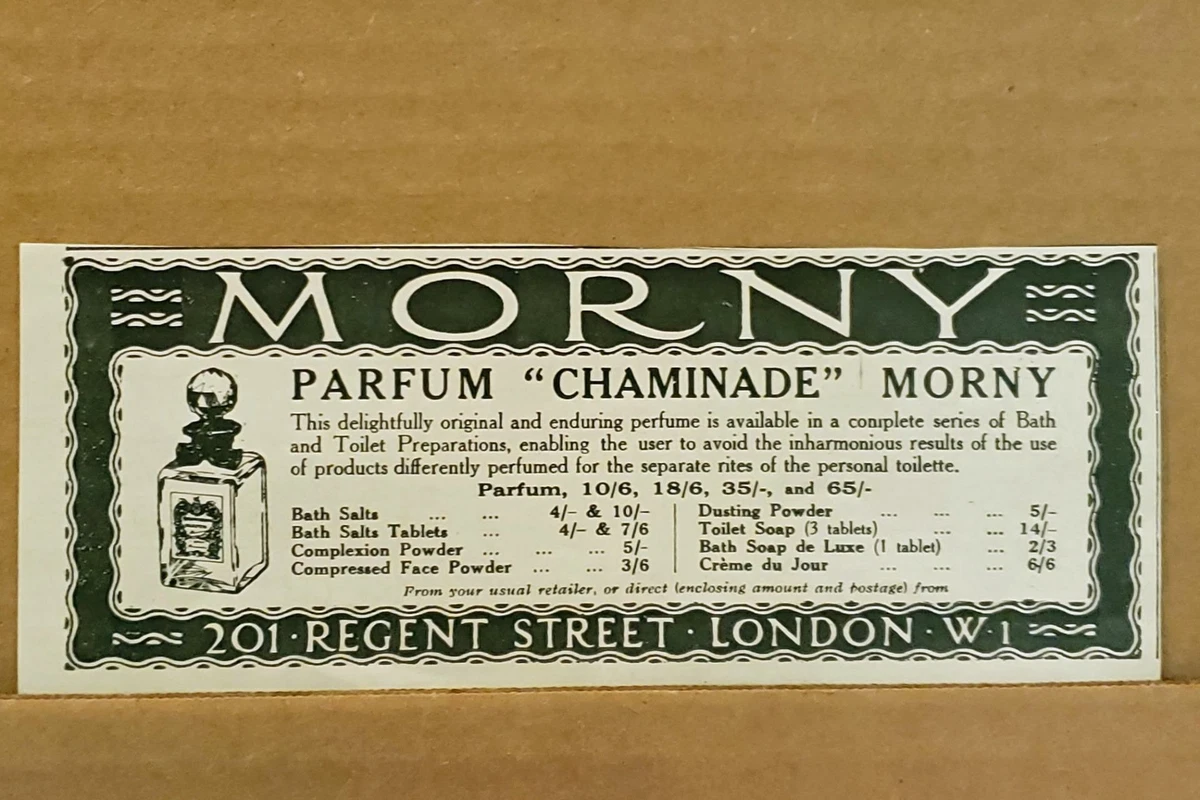 MORNY
PARFUM “CHAMINADE” MORNY
This delightfully original and enduring perfume is available in a complete series of Bath
and Toilet Preparations, enabling the user to avoid the inharmonious results of the use
of products differently perfumed for the separate rites of the personal toilette.
Parfum, 10/6, 18/6, 35/-, and 65/-
Bath Salts ... ... 4/- & 10/-
Bath Salts Tablets ... 4/- & 7/6
Complexion Powder ... ... ... 5/-
Compressed Face Powder ... ... 3/6
Dusting Powder ... ... ... 5/-
Toilet Soap (3 tablets) ... ... 14/-
Bath Soap de Luxe (1 tablet) ... 2/3
Crème du Jour ... ... ... 6/6
From your usual retailer, or direct (enclosing amount and postage) from
201·REGENT STREET · LONDON · W·1